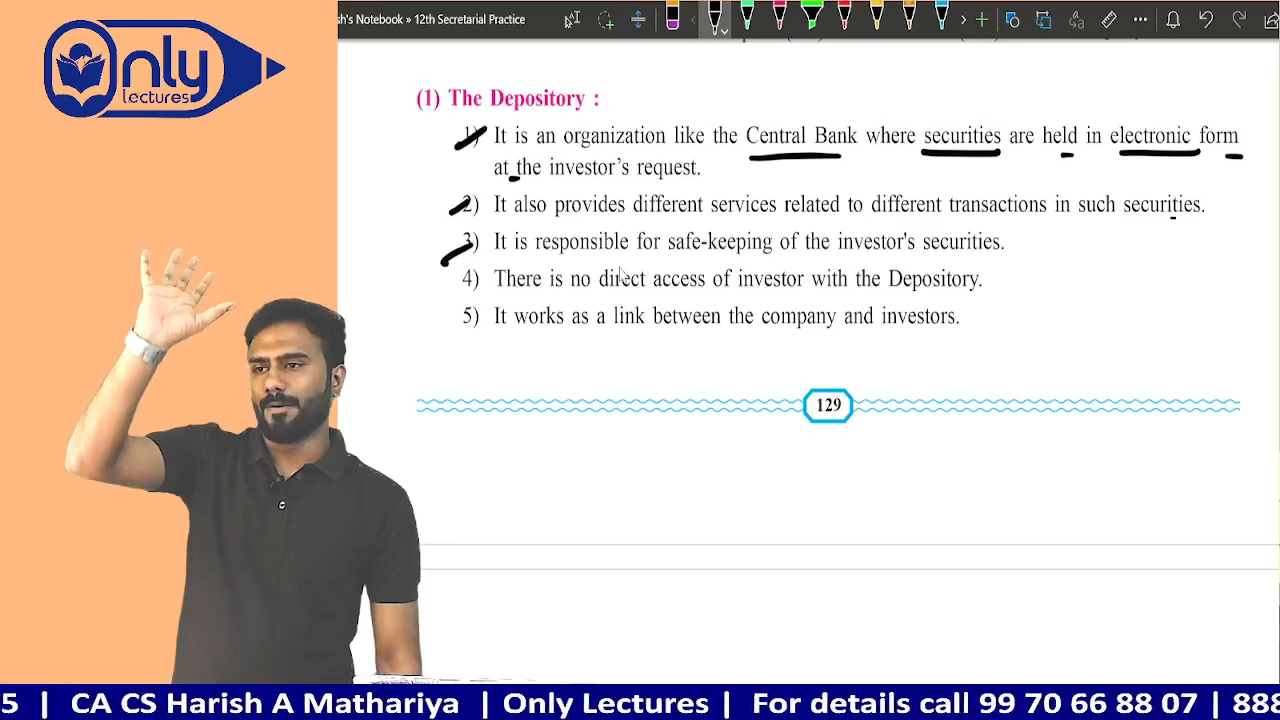 sh's Notebook » 12th Secretarial Practice
Only
lectures
(1) The Depository :
1) It is an organization like the Central Bank where securities are held in electronic form
at the investor's request.
2) It also provides different services related to different transactions in such securities.
3) It is responsible for safe-keeping of the investor's securities.
4) There is no direct access of investor with the Depository.
5) It works as a link between the company and investors.
129
5 | CA CS Harish A Mathariya | Only Lectures | For details call 99 70 66 88 07 | 888